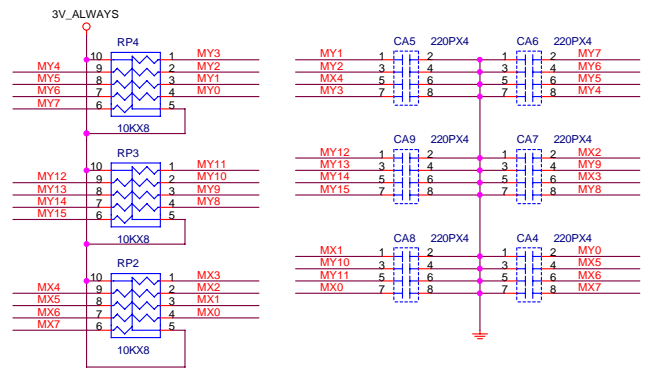 3V_ALWAYS
RP4
10 1 MY3
MY4 9 2 MY2
MY5 8 3 MY1
MY6 7 4 MY0
MY7 6 5
10KX8
RP3
10 1 MY11
MY12 9 2 MY10
MY13 8 3 MY9
MY14 7 4 MY8
MY15 6 5
10KX8
RP2
10 1 MX3
MX4 9 2 MX2
MX5 8 3 MX1
MX6 7 4 MX0
MX7 6 5
10KX8
CA5 220PX4 CA6 220PX4
MY1 1 2 1 2 MY7
MY2 3 4 3 4 MY6
MX4 5 6 5 6 MY5
MY3 7 8 7 8 MY4
CA9 220PX4 CA7 220PX4
MY12 1 2 1 2 MX2
MY13 3 4 3 4 MY9
MY14 5 6 5 6 MX3
MY15 7 8 7 8 MY8
CA8 220PX4 CA4 220PX4
MX1 1 2 1 2 MY0
MY10 3 4 3 4 MX5
MY11 5 6 5 6 MX6
MX0 7 8 7 8 MX7